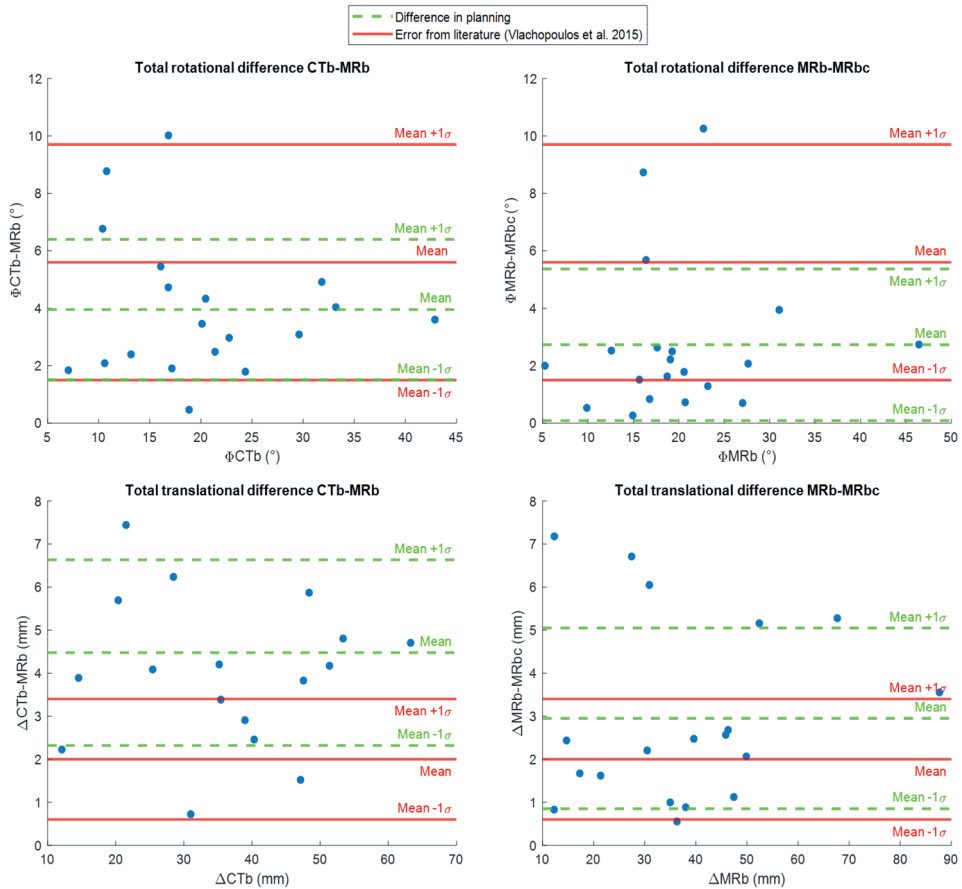 Difference in planning
Error from literature (Vlachopoulos et al. 2015)
Total rotational difference CTb-MRb
12
10
8
6
4
2
0
5
10
15
20
25
30
35
40
45
ΦCTb-MRb (°)
ΦCTb (°)
Mean +1σ
Mean +1σ
Mean
Mean
Mean -1σ
Mean -1σ
Total rotational difference MRb-MRbc
12
10
8
6
4
2
0
5
10
15
20
25
30
35
40
45
50
ΦMRb-MRbc (°)
ΦMRb (°)
Mean +1σ
Mean
Mean +1σ
Mean
Mean -1σ
Mean -1σ
Total translational difference CTb-MRb
8
7
6
5
4
3
2
1
0
10
20
30
40
50
60
70
ΔCTb-MRb (mm)
ΔCTb (mm)
Mean +1σ
Mean
Mean +1σ
Mean -1σ
Mean
Mean -1σ
Total translational difference MRb-MRbc
8
7
6
5
4
3
2
1
0
10
20
30
40
50
60
70
80
90
ΔMRb-MRbc (mm)
ΔMRb (mm)
Mean +1σ
Mean +1σ
Mean
Mean
Mean -1σ
Mean -1σ